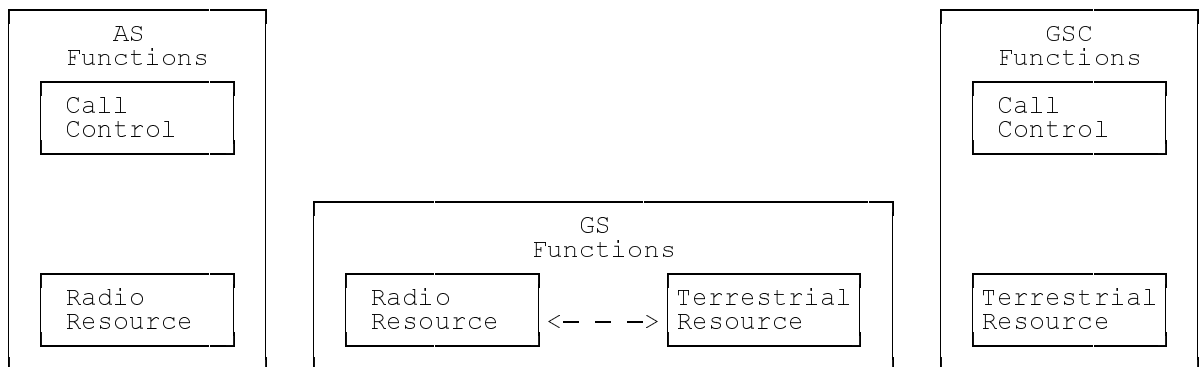 AS
Functions
Call
Control
Radio
Resource
GS
Functions
Radio
Resource
<– – –>
Terrestrial
Resource
GSC
Functions
Call
Control
Terrestrial
Resource